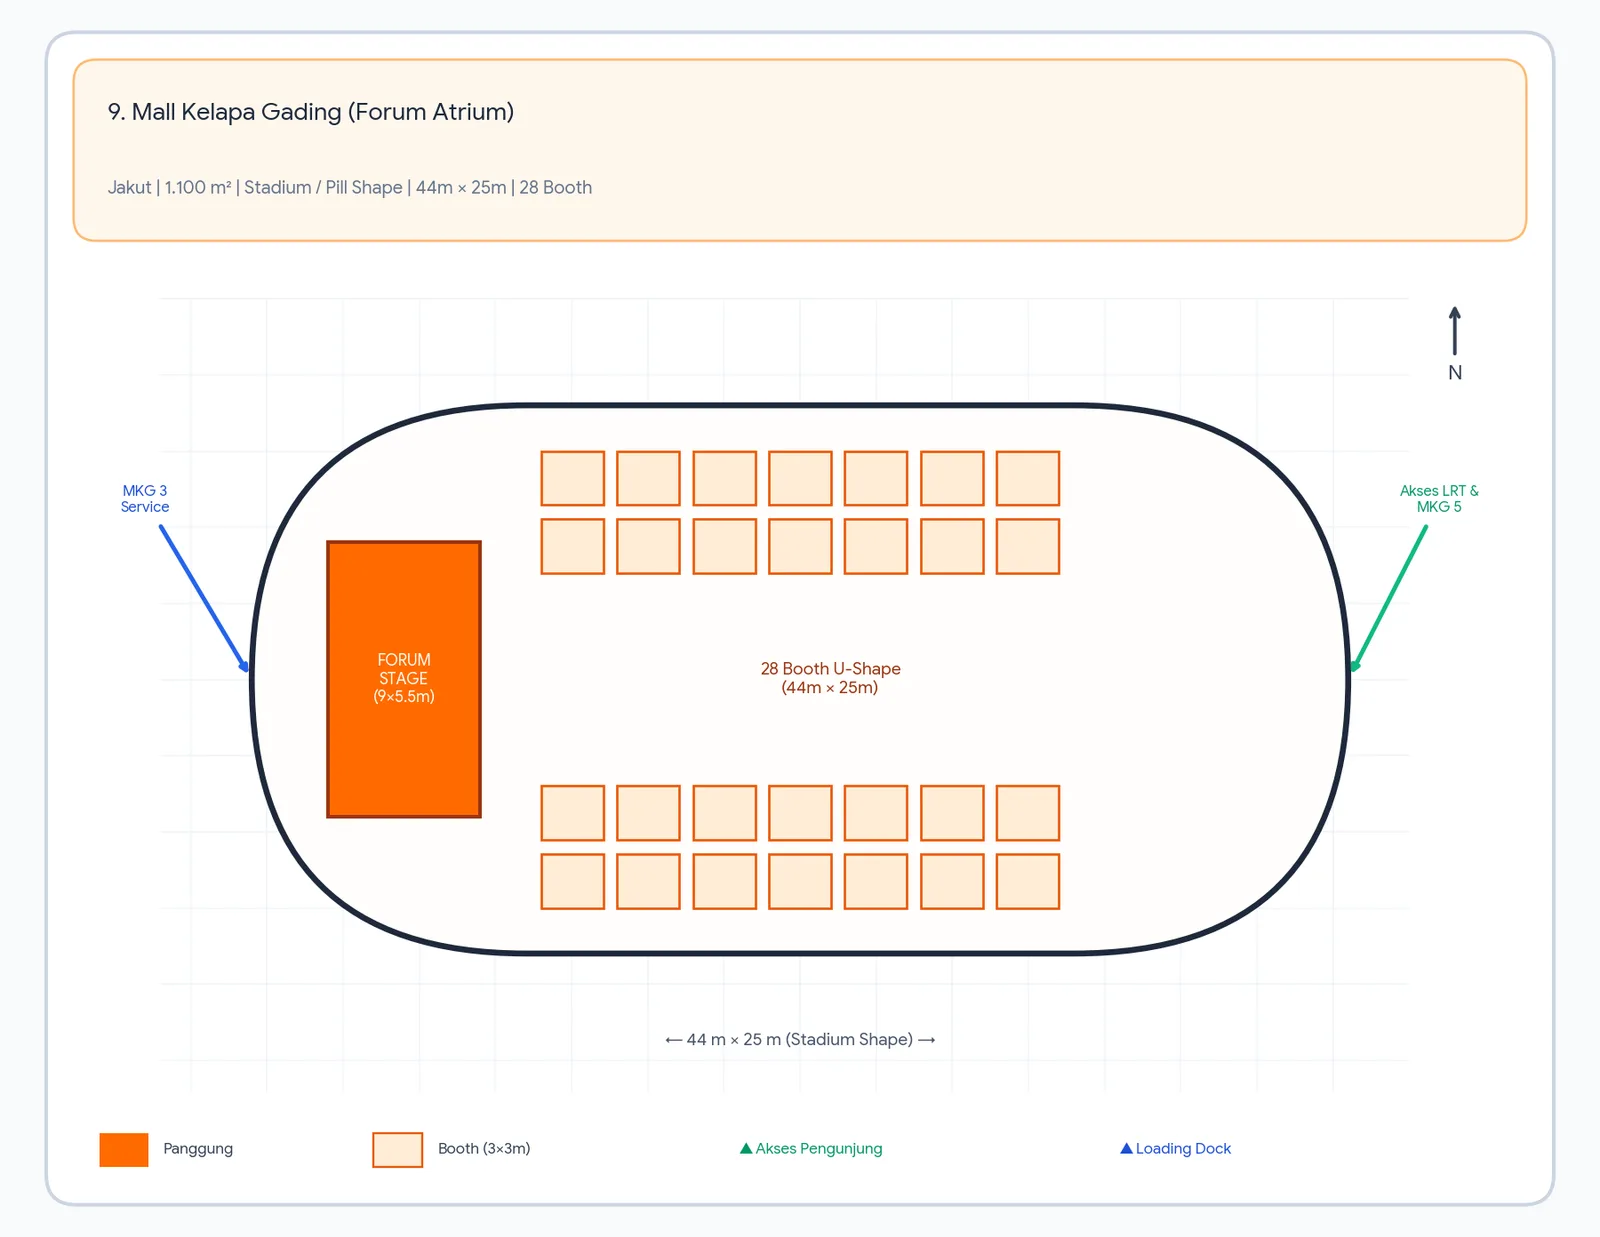 9. Mall Kelapa Gading (Forum Atrium)
Jakut | 1.100 m² | Stadium / Pill Shape | 44m × 25m | 28 Booth
N
MKG 3
Service
Akses LRT &
MKG 5
FORUM
STAGE
(9×5.5m)
28 Booth U-Shape
(44m × 25m)
← 44 m × 25 m (Stadium Shape) →
Panggung
Booth (3×3m)
▲ Akses Pengunjung
▲ Loading Dock